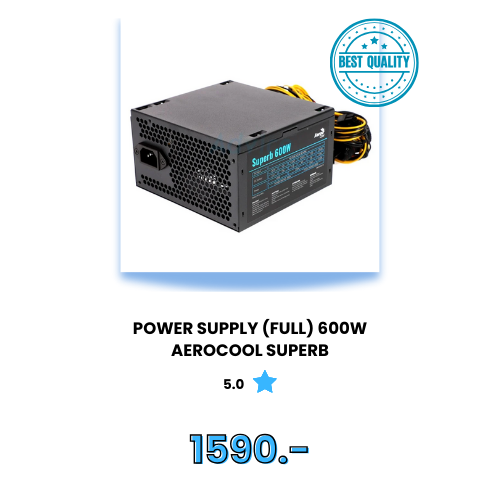 BEST QUALITY
Superb 600W
POWER SUPPLY (FULL) 600W
AEROCOOL SUPERB
5.0
1590.-